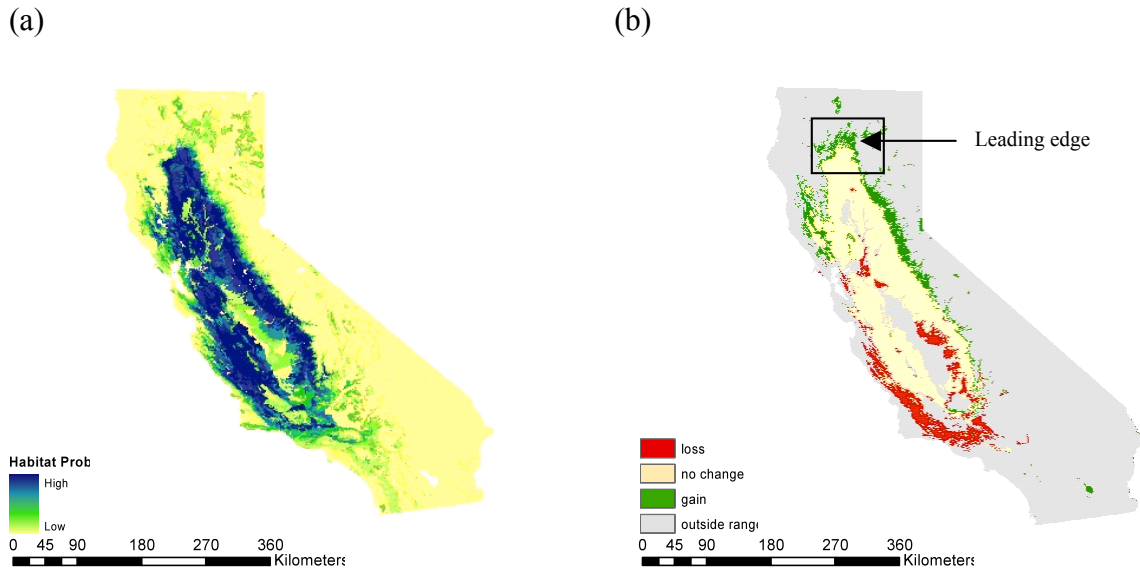 (a)
(b)
Leading edge
Habitat Prob
High
Low
0 45 90 180 270 360
Kilometers
loss
no change
gain
outside range
0 45 90 180 270 360
Kilometers